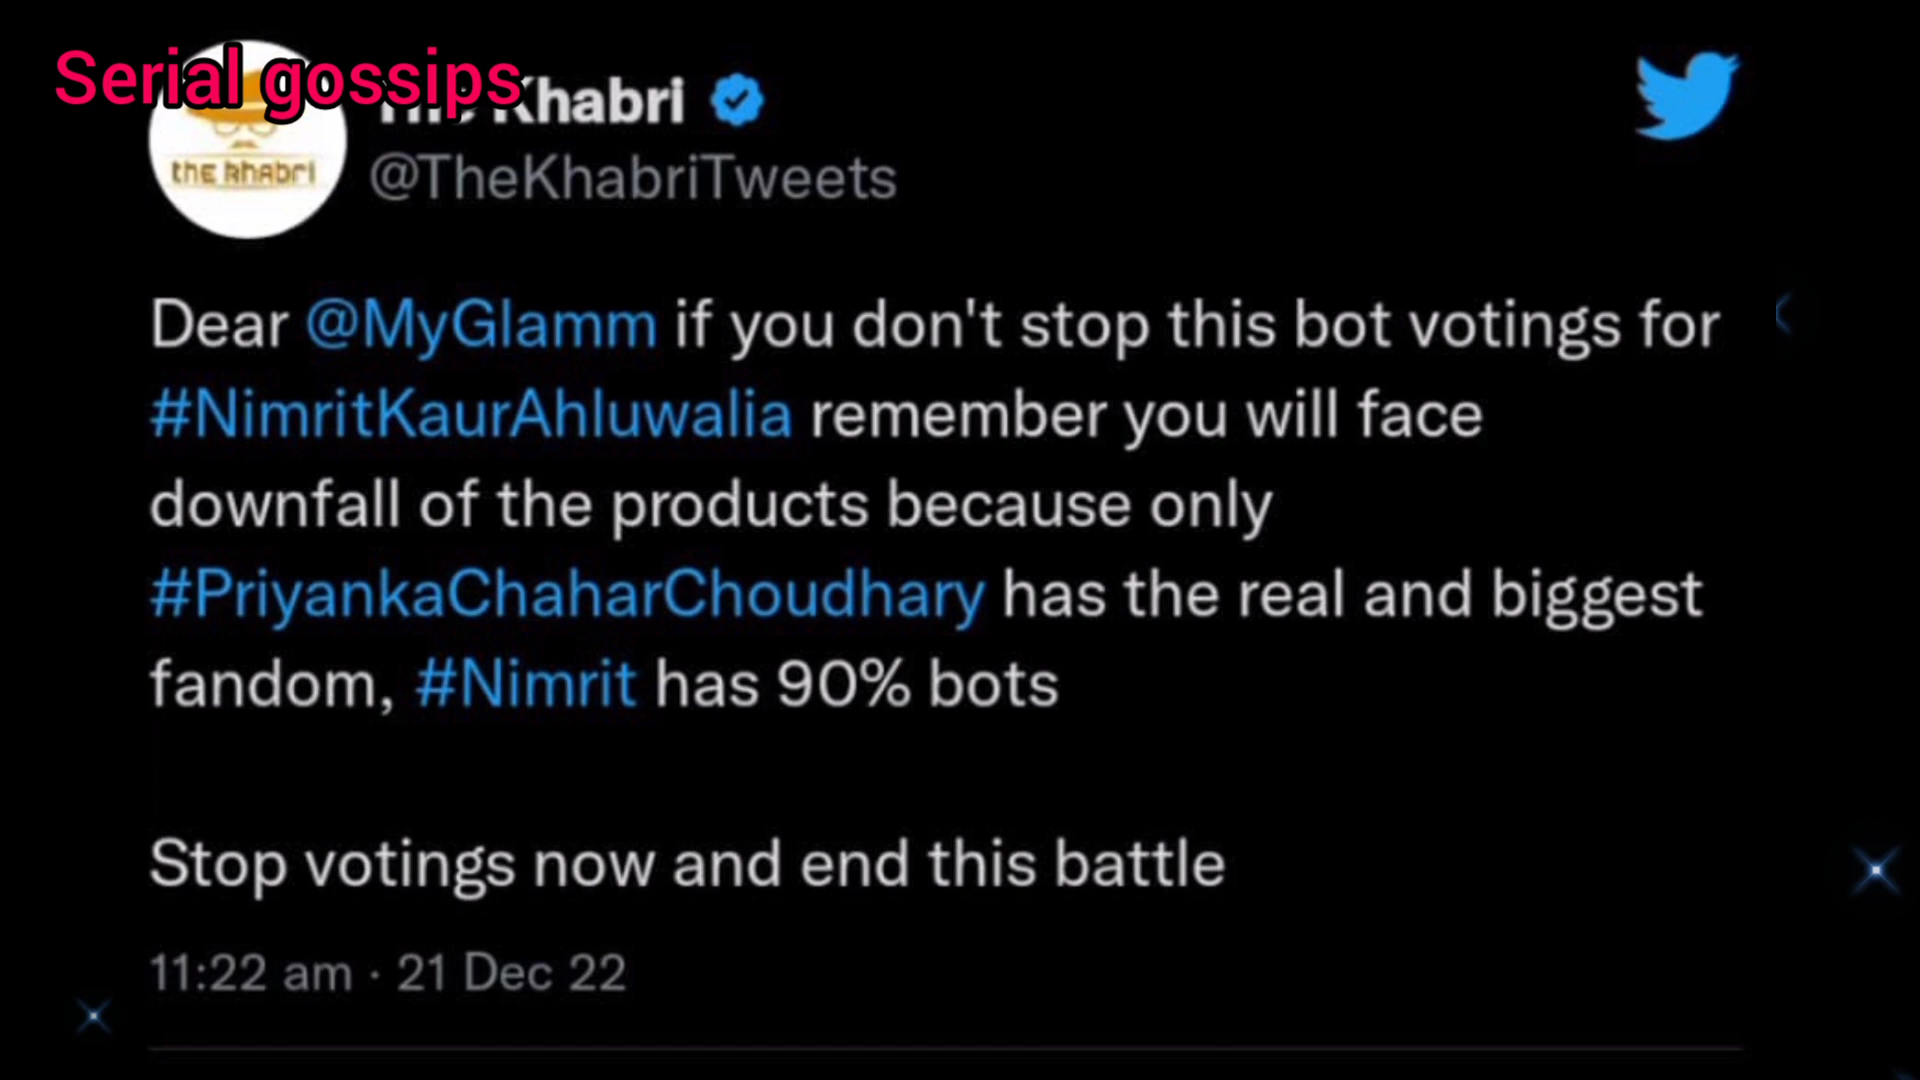 Serial gossips
Khabri
the khabri
@TheKhabriTweets
Dear @MyGlamm if you don't stop this bot votings for
#NimritKaurAhluwalia remember you will face
downfall of the products because only
#PriyankaChaharChoudhary has the real and biggest
fandom, #Nimrit has 90% bots
Stop votings now and end this battle
11:22 am · 21 Dec 22